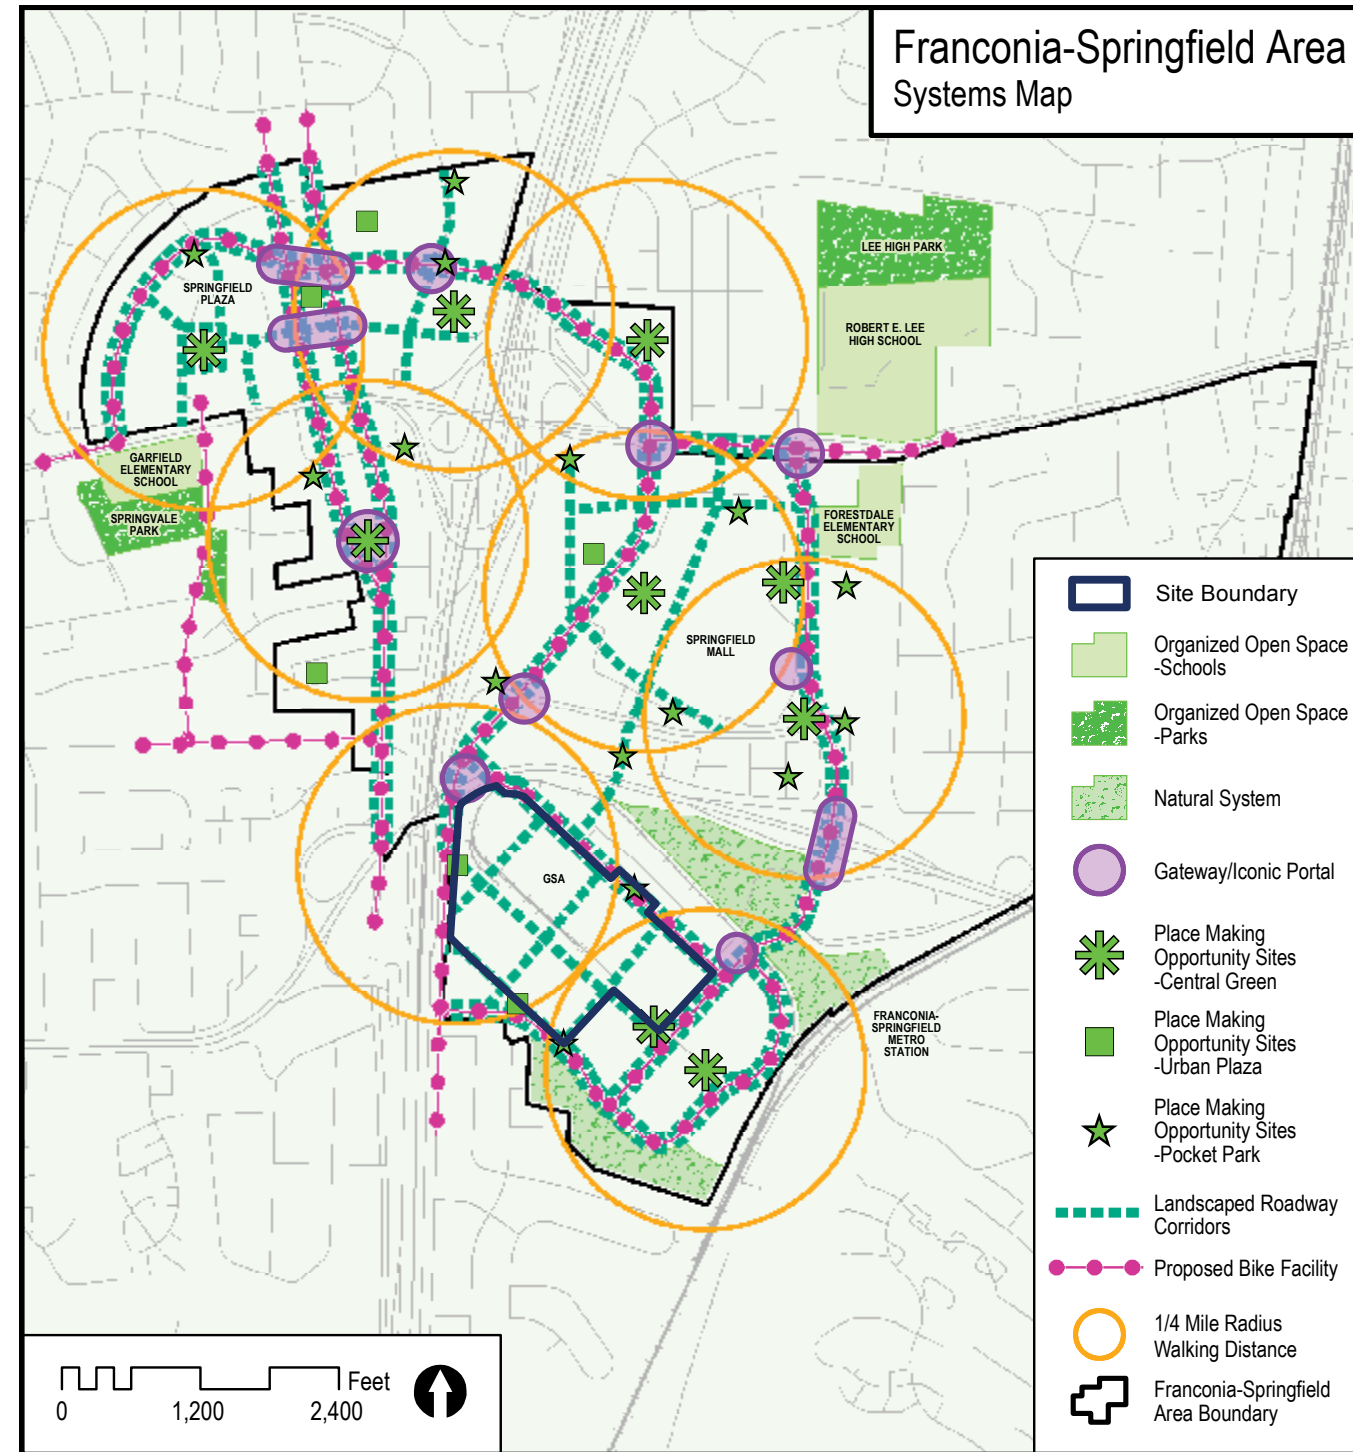 Franconia-Springfield Area
Systems Map
LEE HIGH PARK
SPRINGFIELD
PLAZA
ROBERT E. LEE
HIGH SCHOOL
GARFIELD
ELEMENTARY
SCHOOL
SPRINGVALE
PARK
FORESTDALE
ELEMENTARY
SCHOOL
SPRINGFIELD
MALL
GSA
FRANCONIA-
SPRINGFIELD
METRO
STATION
Site Boundary
Organized Open Space
-Schools
Organized Open Space
-Parks
Natural System
Gateway/Iconic Portal
Place Making
Opportunity Sites
-Central Green
Place Making
Opportunity Sites
-Urban Plaza
Place Making
Opportunity Sites
-Pocket Park
Landscaped Roadway
Corridors
Proposed Bike Facility
1/4 Mile Radius
Walking Distance
Franconia-Springfield
Area Boundary
Feet
0 1,200 2,400